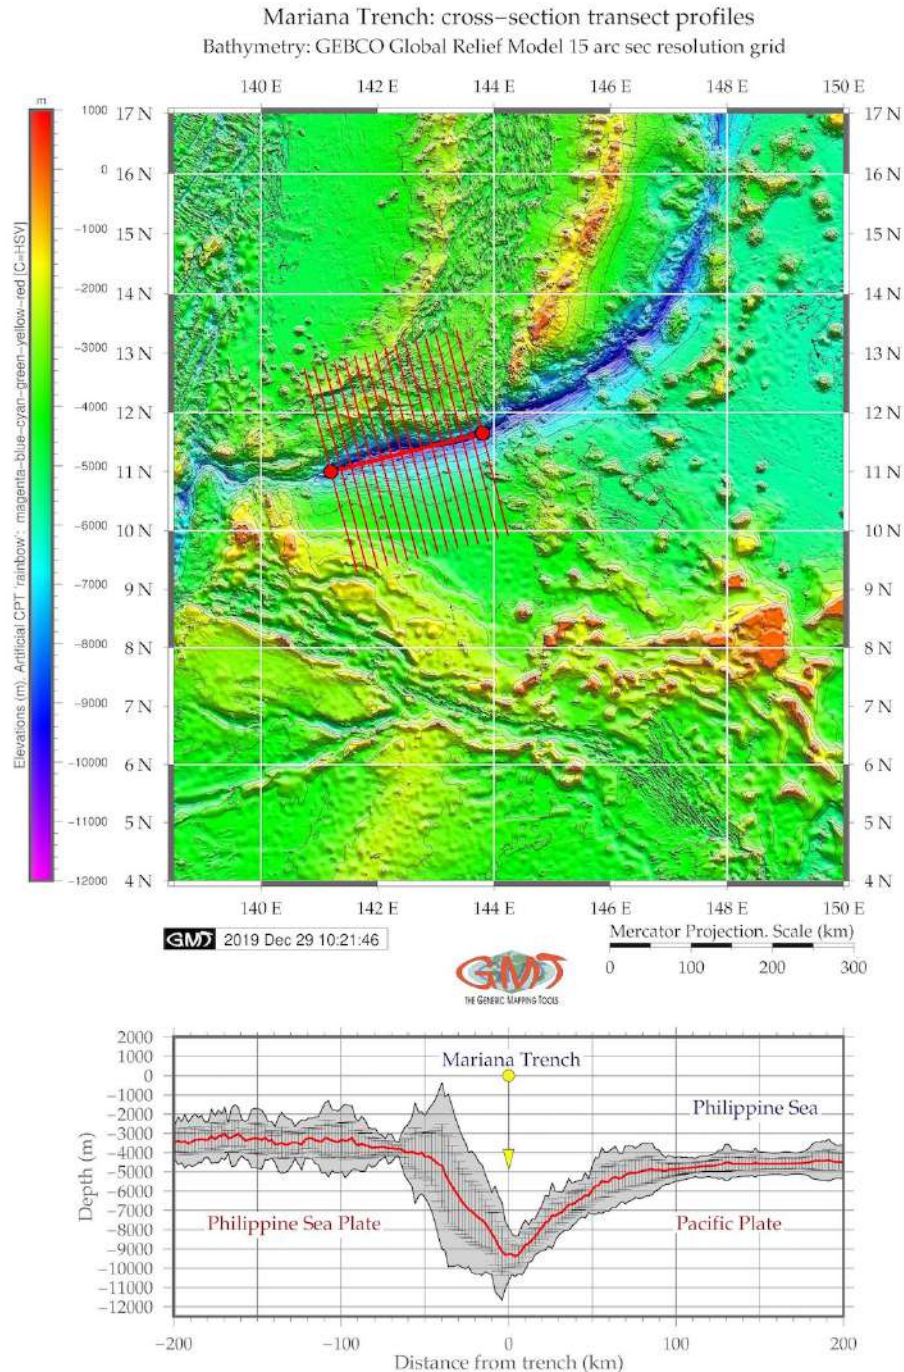 Mariana Trench: cross-section transect profiles
Bathymetry: GEBCO Global Relief Model 15 arc sec resolution grid
140 E 142 E 144 E 146 E 148 E 150 E
m
1000
0
-1000
-2000
-3000
-4000
-5000
-6000
-7000
-8000
-9000
-10000
-11000
-12000
Elevations (m). Artificial CPT 'rainbow': magenta-blue-cyan-green-yellow-red [C=HSV]
17 N 17 N
16 N 16 N
15 N 15 N
14 N 14 N
13 N 13 N
12 N 12 N
11 N 11 N
10 N 10 N
9 N 9 N
8 N 8 N
7 N 7 N
6 N 6 N
5 N 5 N
4 N 4 N
140 E 142 E 144 E 146 E 148 E 150 E
GMT 2019 Dec 29 10:21:46
Mercator Projection. Scale (km)
0 50 100 150 200 300
GMT
THE GENERIC MAPPING TOOLS
2000
1000
0
-1000
-2000
-3000
-4000
-5000
-6000
-7000
-8000
-9000
-10000
-11000
-12000
Depth (m)
Mariana Trench
Philippine Sea
Philippine Sea Plate
Pacific Plate
-200 -100 0 100 200
Distance from trench (km)